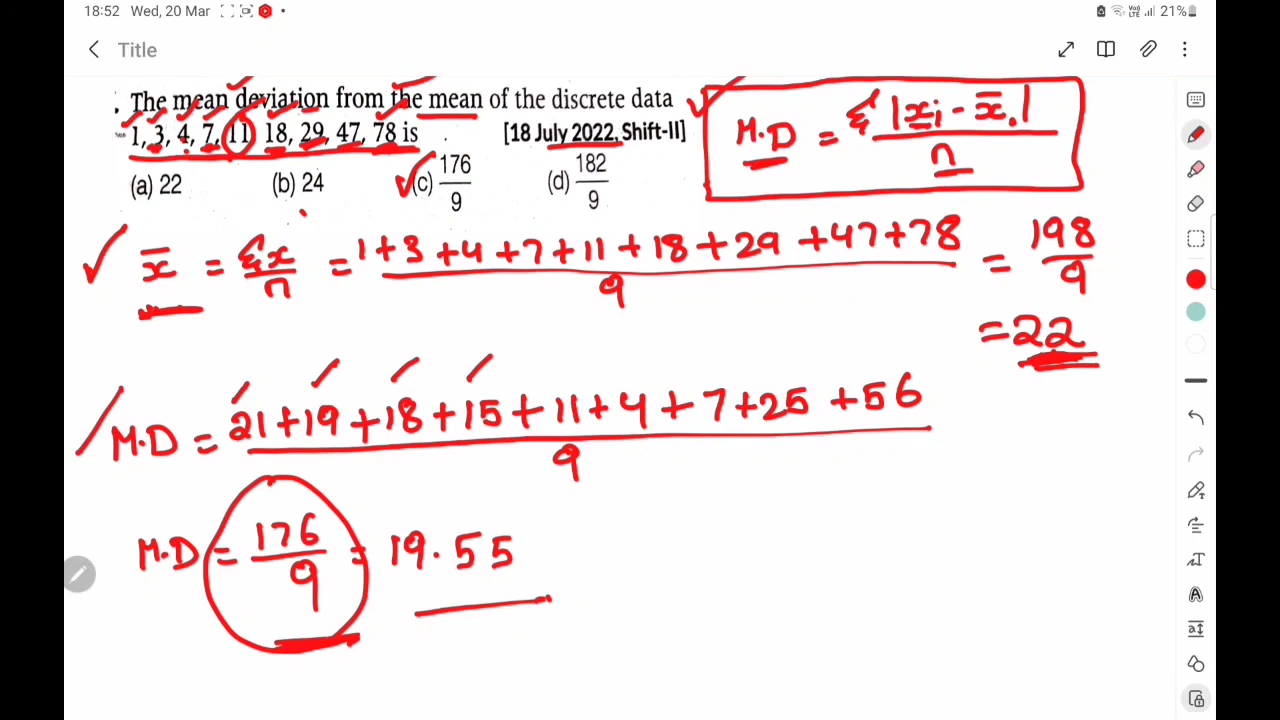 18:52 Wed, 20 Mar
21%
Title
The mean deviation from the mean of the discrete data
1, 3, 4, 7, 11 18, 29, 47, 78 is [18 July 2022, Shift-II]
(a) 22 (b) 24 (c) 176/9 (d) 182/9
M.D = Σ|xi - x̄|/n
x̄ = Σx/n = 1+3+4+7+11+18+29+47+78/9 = 198/9
=22
M.D = 21+19+18+15+11+4+7+25+56/9
M.D = 176/9 = 19.55